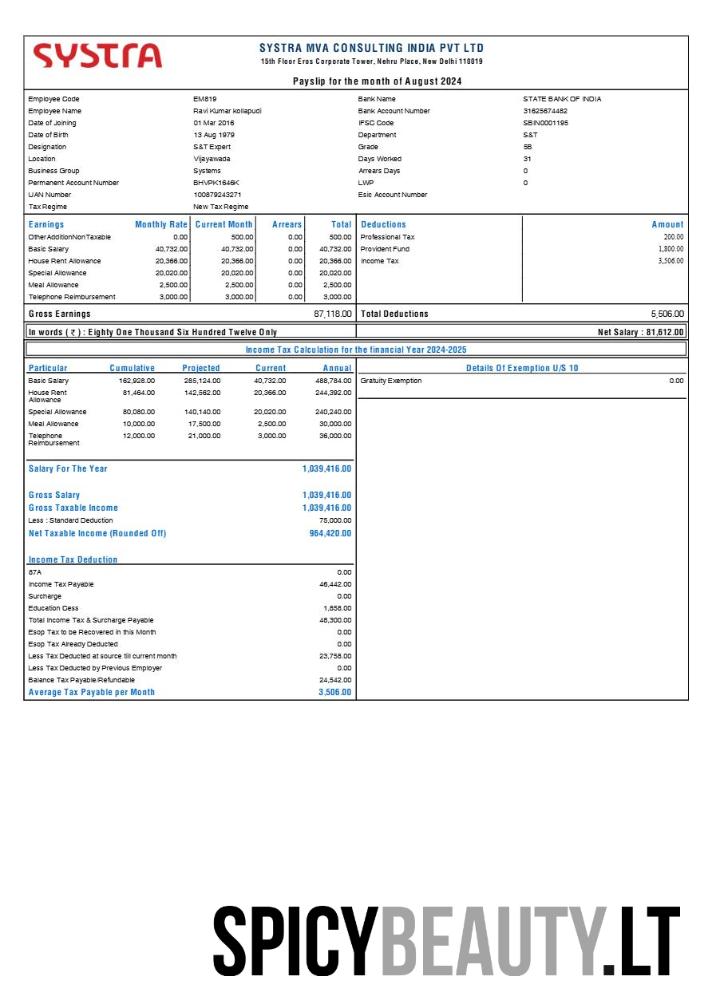 SYSTRA
SYSTRA MVA CONSULTING INDIA PVT LTD
15th Floor Eros Corporate Tower, Nehru Place, New Delhi 110019
Payslip for the month of August 2024
Employee Code EM819 Bank Name STATE BANK OF INDIA
Employee Name Ravi Kumar kollapudi Bank Account Number 31625674482
Date of Joining 01 Mar 2016 IFSC Code SBIN0001195
Date of Birth 13 Aug 1979 Department S&T
Designation S&T Expert Grade 5B
Location Vijayawada Days Worked 31
Business Group Systems Arrears Days 0
Permanent Account Number BHVPK1646K LWP 0
UAN Number 100879243271 Esic Account Number
Tax Regime New Tax Regime
Earnings Monthly Rate Current Month Arrears Total Deductions Amount
OtherAdditionNonTaxable 0.00 500.00 0.00 500.00 Professional Tax 200.00
Basic Salary 40,732.00 40,732.00 0.00 40,732.00 Provident Fund 1,800.00
House Rent Allowance 20,366.00 20,366.00 0.00 20,366.00 Income Tax 3,506.00
Special Allowance 20,020.00 20,020.00 0.00 20,020.00
Meal Allowance 2,500.00 2,500.00 0.00 2,500.00
Telephone Reimbursement 3,000.00 3,000.00 0.00 3,000.00
Gross Earnings 87,118.00 Total Deductions 5,506.00
In words ( ₹ ) : Eighty One Thousand Six Hundred Twelve Only Net Salary : 81,612.00
Income Tax Calculation for the financial Year 2024-2025
Particular Cumulative Projected Current Annual Details Of Exemption U/S 10
Basic Salary 162,928.00 285,124.00 40,732.00 488,784.00 Gratuity Exemption 0.00
House Rent Allowance 81,464.00 142,562.00 20,366.00 244,392.00
Special Allowance 80,080.00 140,140.00 20,020.00 240,240.00
Meal Allowance 10,000.00 17,500.00 2,500.00 30,000.00
Telephone Reimbursement 12,000.00 21,000.00 3,000.00 36,000.00
Salary For The Year 1,039,416.00
Gross Salary 1,039,416.00
Gross Taxable Income 1,039,416.00
Less : Standard Deduction 75,000.00
Net Taxable Income (Rounded Off) 964,420.00
Income Tax Deduction
87A 0.00
Income Tax Payable 46,442.00
Surcharge 0.00
Education Cess 1,858.00
Total Income Tax & Surcharge Payable 48,300.00
Esop Tax to be Recovered in this Month 0.00
Esop Tax Already Deducted 0.00
Less Tax Deducted at source till current month 23,758.00
Less Tax Deducted by Previous Employer 0.00
Balance Tax Payable/Refundable 24,542.00
Average Tax Payable per Month 3,506.00
SPICYBEAUTY.LT